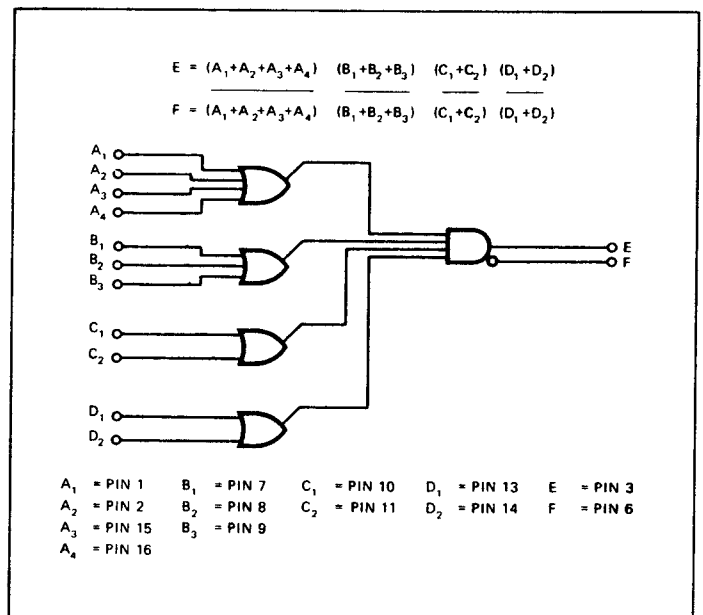 E = (A₁+A₂+A₃+A₄) (B₁+B₂+B₃) (C₁+C₂) (D₁+D₂)
F = (A₁+A₂+A₃+A₄) (B₁+B₂+B₃) (C₁+C₂) (D₁+D₂)
A₁
A₂
A₃
A₄
B₁
B₂
B₃
C₁
C₂
D₁
D₂
E
F
A₁ = PIN 1 B₁ = PIN 7 C₁ = PIN 10 D₁ = PIN 13 E = PIN 3
A₂ = PIN 2 B₂ = PIN 8 C₂ = PIN 11 D₂ = PIN 14 F = PIN 6
A₃ = PIN 15 B₃ = PIN 9
A₄ = PIN 16